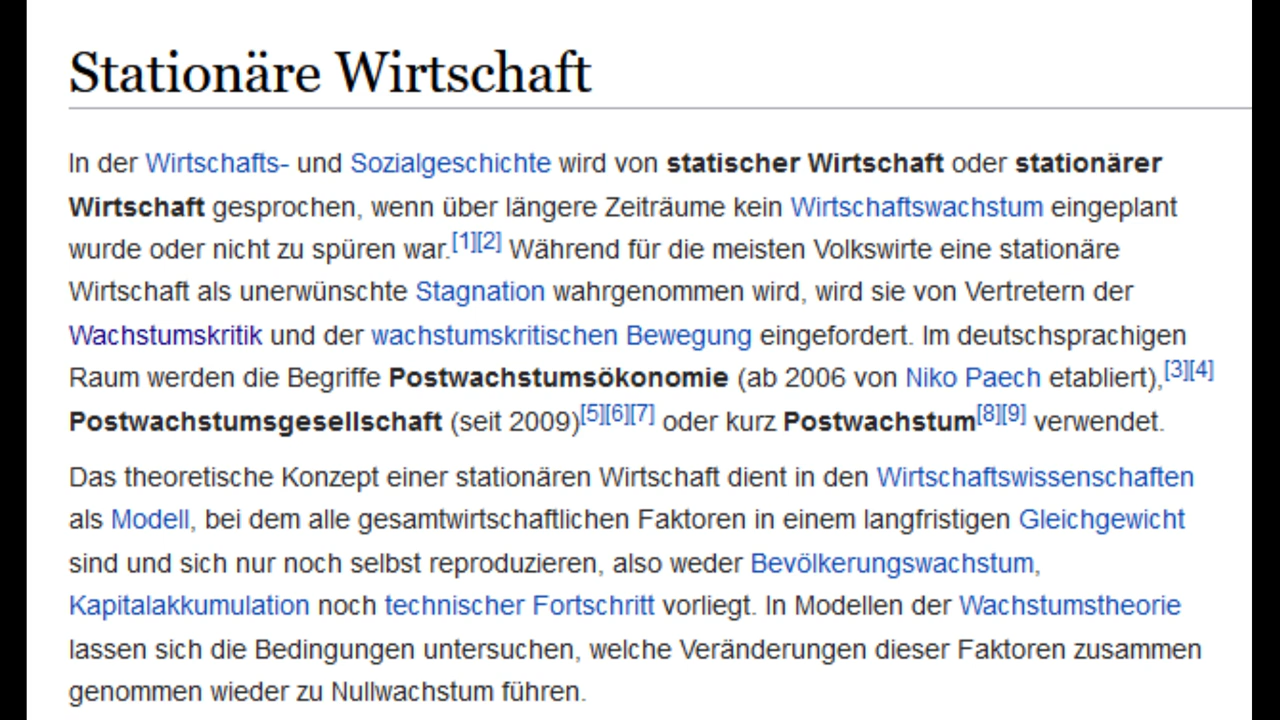 Stationäre Wirtschaft
In der Wirtschafts- und Sozialgeschichte wird von statischer Wirtschaft oder stationärer
Wirtschaft gesprochen, wenn über längere Zeiträume kein Wirtschaftswachstum eingeplant
wurde oder nicht zu spüren war.[1][2] Während für die meisten Volkswirte eine stationäre
Wirtschaft als unerwünschte Stagnation wahrgenommen wird, wird sie von Vertretern der
Wachstumskritik und der wachstumskritischen Bewegung eingefordert. Im deutschsprachigen
Raum werden die Begriffe Postwachstumsökonomie (ab 2006 von Niko Paech etabliert),[3][4]
Postwachstumsgesellschaft (seit 2009)[5][6][7] oder kurz Postwachstum[8][9] verwendet.
Das theoretische Konzept einer stationären Wirtschaft dient in den Wirtschaftswissenschaften
als Modell, bei dem alle gesamtwirtschaftlichen Faktoren in einem langfristigen Gleichgewicht
sind und sich nur noch selbst reproduzieren, also weder Bevölkerungswachstum,
Kapitalakkumulation noch technischer Fortschritt vorliegt. In Modellen der Wachstumstheorie
lassen sich die Bedingungen untersuchen, welche Veränderungen dieser Faktoren zusammen
genommen wieder zu Nullwachstum führen.